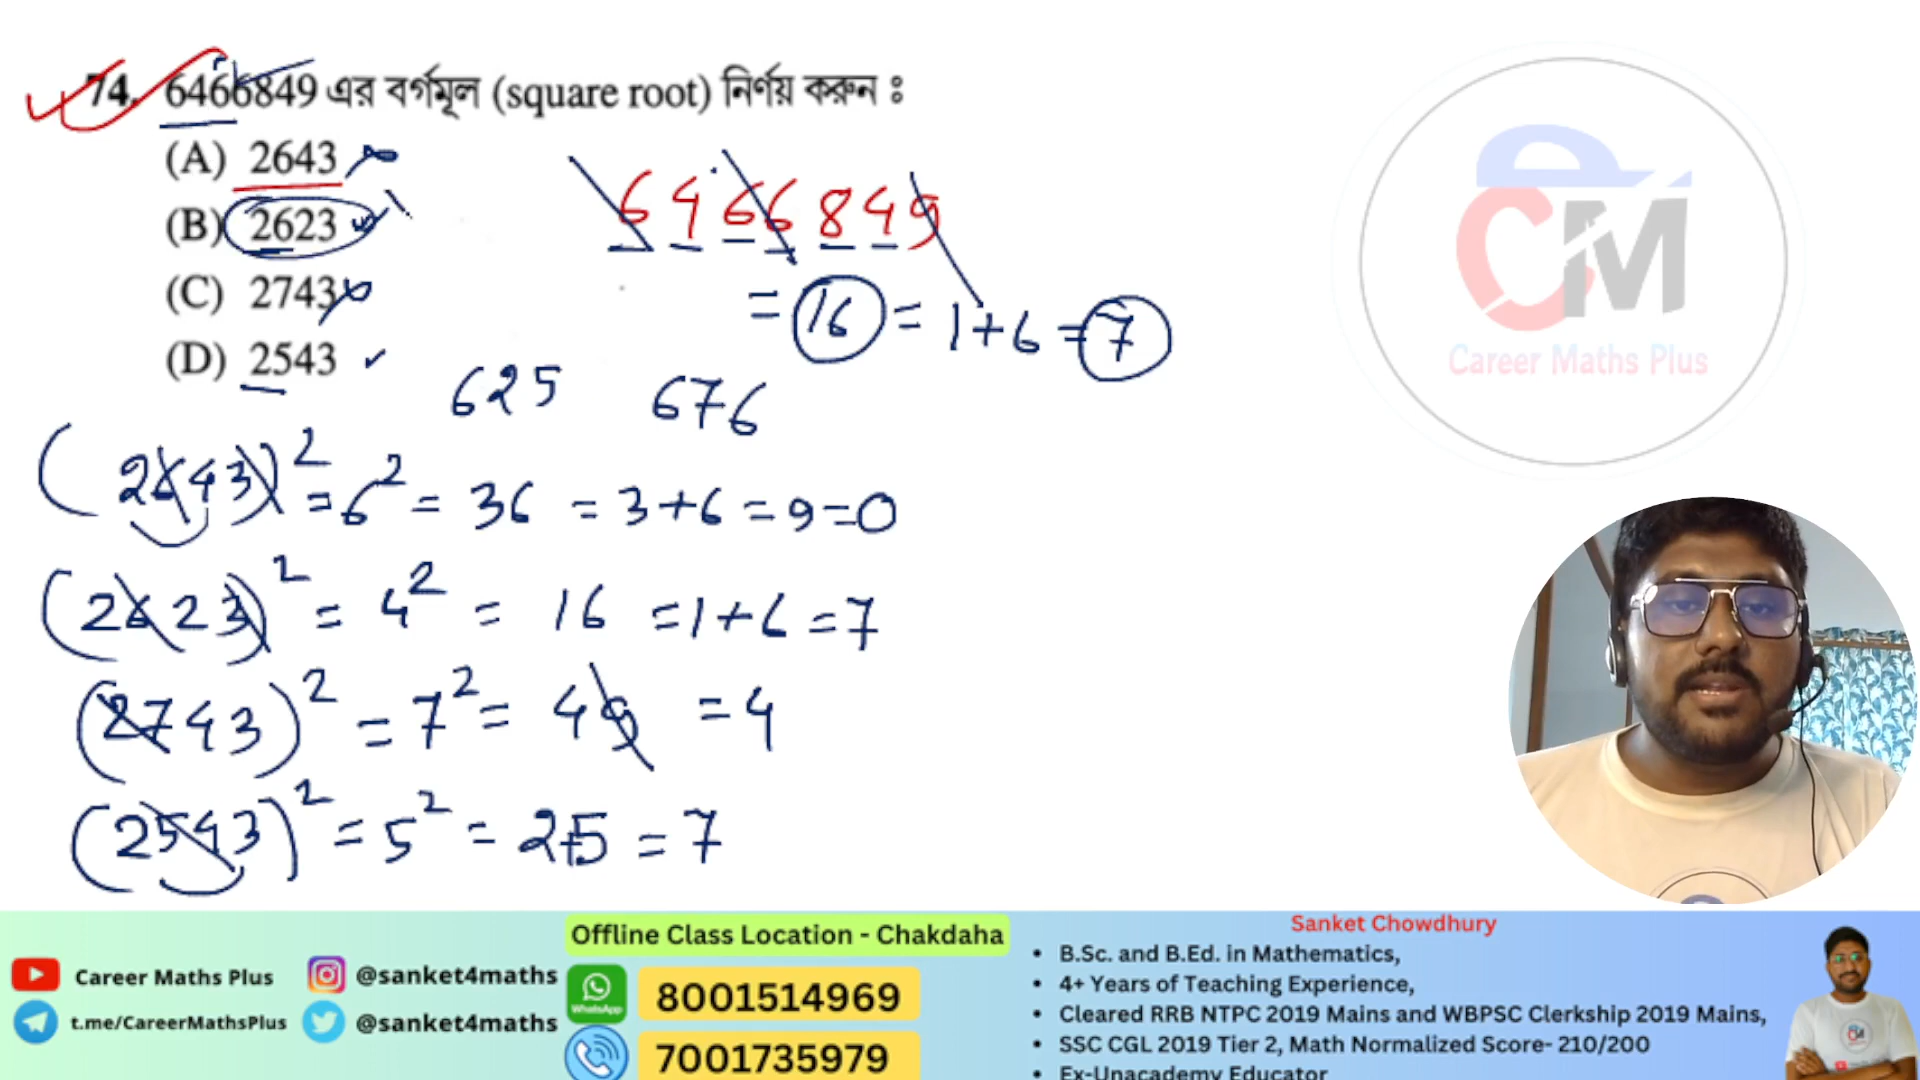 74. 6466849 এর বর্গমূল (square root) নির্ণয় করুন ঃ
(A) 2643
(B) 2623
(C) 2743
(D) 2543
6466849
= 16 = 1+6 = 7
625 676
(2643)² = 6² = 36 = 3+6 = 9 = 0
(2623)² = 4² = 16 = 1+6 = 7
(2743)² = 7² = 49 = 4
(2543)² = 5² = 2+5 = 7
CM
Career Maths Plus
Career Maths Plus
@sanket4maths
t.me/CareerMathsPlus
@sanket4maths
Offline Class Location - Chakdaha
WhatsApp
8001514969
7001735979
Sanket Chowdhury
• B.Sc. and B.Ed. in Mathematics,
• 4+ Years of Teaching Experience,
• Cleared RRB NTPC 2019 Mains and WBPSC Clerkship 2019 Mains,
• SSC CGL 2019 Tier 2, Math Normalized Score- 210/200
• Ex-Unacademy Educator